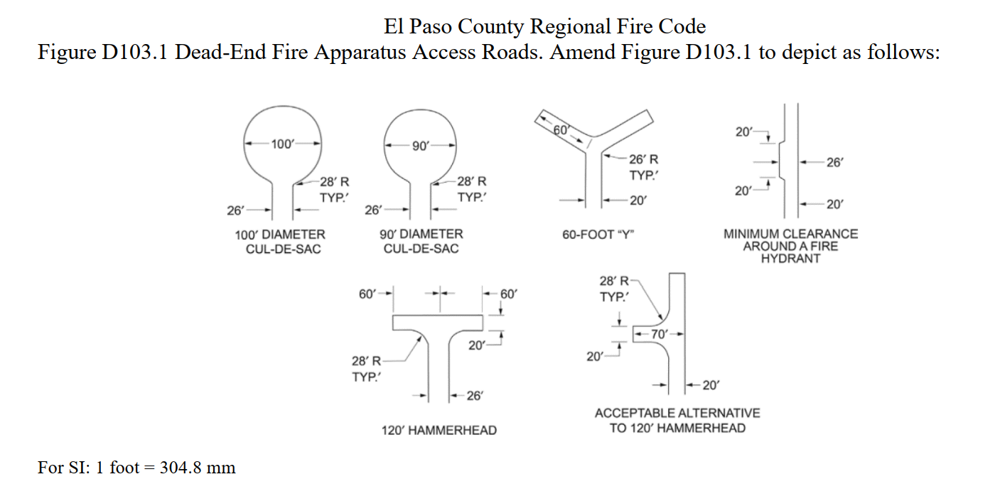 El Paso County Regional Fire Code
Figure D103.1 Dead-End Fire Apparatus Access Roads. Amend Figure D103.1 to depict as follows:
100′
28′ R
TYP.′
26′
100′ DIAMETER
CUL-DE-SAC
90′
28′ R
TYP.′
26′
90′ DIAMETER
CUL-DE-SAC
60′
26′ R
TYP.′
20′
60-FOOT “Y”
20′
26′
20′
20′
MINIMUM CLEARANCE
AROUND A FIRE
HYDRANT
60′
60′
20′
28′ R
TYP.′
26′
120′ HAMMERHEAD
28′ R
TYP.′
70′
20′
20′
ACCEPTABLE ALTERNATIVE
TO 120′ HAMMERHEAD
For SI: 1 foot = 304.8 mm